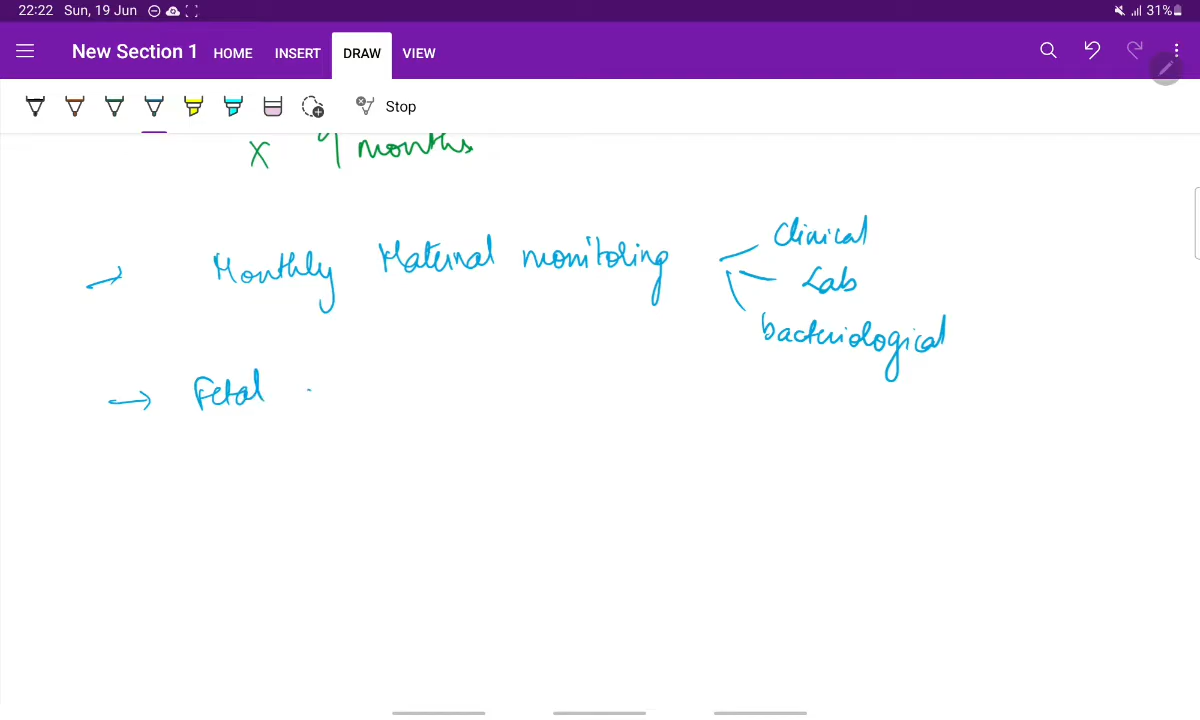 22:22 Sun, 19 Jun 31%
New Section 1 HOME INSERT DRAW VIEW
Stop
x 9 months
→ Monthly Maternal monitoring
Clinical
Lab
bacteriological
→ Fetal